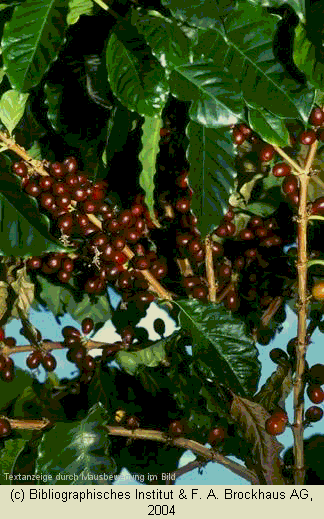 Textanzeige durch Mausbewegung im Bild
(c) Bibliographisches Institut & F. A. Brockhaus AG,
2004